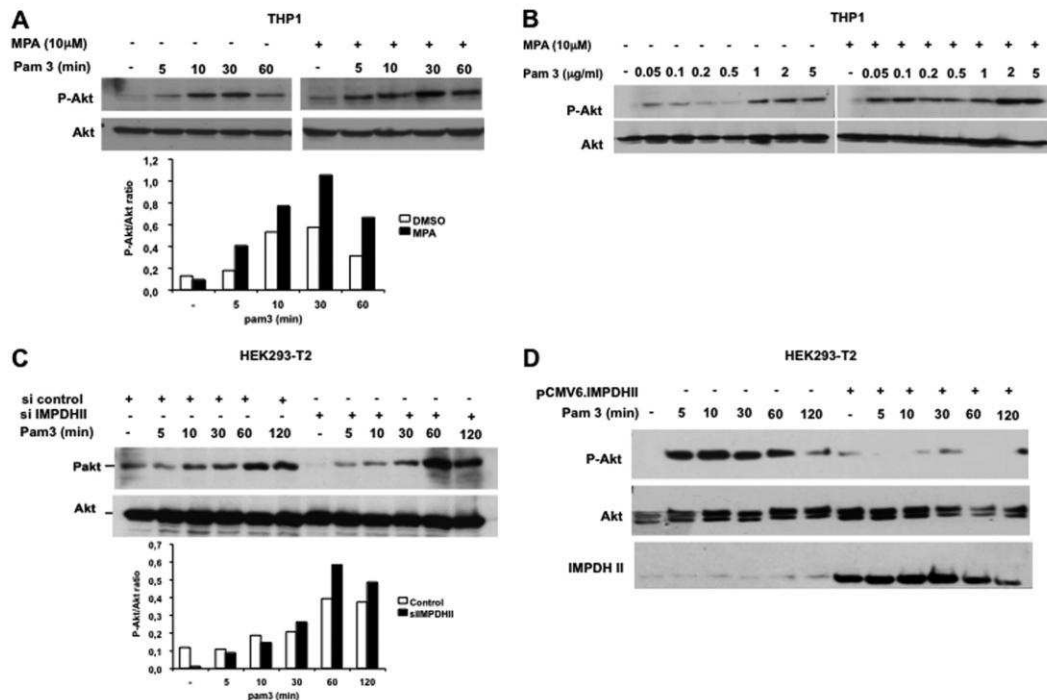 A
THP1
MPA (10µM) - - - - - + + + + +
Pam 3 (min) - 5 10 30 60 - 5 10 30 60
P-Akt
Akt
P-Akt/Akt ratio
1,2
1,0
0,8
0,6
0,4
0,2
0,0
DMSO
MPA
- 5 10 30 60
pam3 (min)
B
THP1
MPA (10µM) - - - - - - - - + + + + + + + +
Pam 3 (µg/ml) - 0.05 0.1 0.2 0.5 1 2 5 - 0.05 0.1 0.2 0.5 1 2 5
P-Akt
Akt
C
HEK293-T2
si control + + + + + + - - - - - -
si IMPDHII - - - - - - + + + + + +
Pam3 (min) - 5 10 30 60 120 - 5 10 30 60 120
Pakt
Akt
P-Akt/Akt ratio
0,7
0,6
0,5
0,4
0,3
0,2
0,1
0,0
Control
siIMPDHII
- 5 10 30 60 120
pam3 (min)
D
HEK293-T2
pCMV6.IMPDHII - - - - - - + + + + + +
Pam 3 (min) - 5 10 30 60 120 - 5 10 30 60 120
P-Akt
Akt
IMPDH II